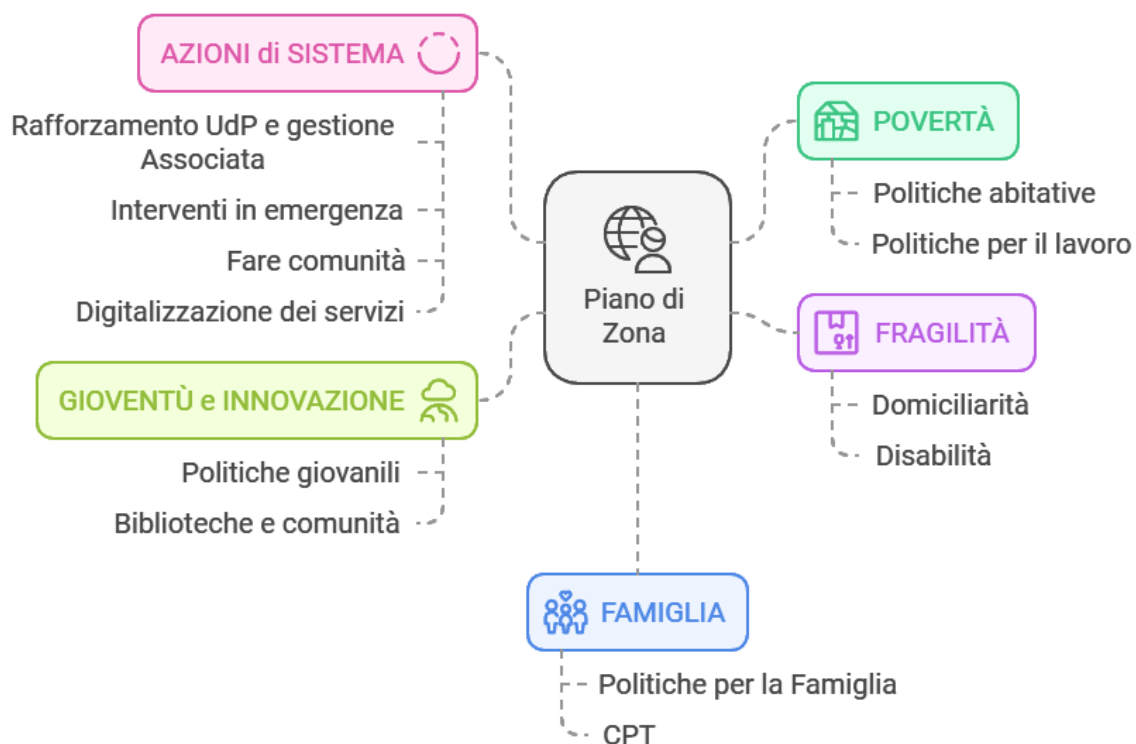 AZIONI di SISTEMA
Rafforzamento UdP e gestione
Associata
Interventi in emergenza
Fare comunità
Digitalizzazione dei servizi
GIOVENTÙ e INNOVAZIONE
Politiche giovanili
Biblioteche e comunità
Piano di
Zona
POVERTÀ
Politiche abitative
Politiche per il lavoro
FRAGILITÀ
Domiciliarità
Disabilità
FAMIGLIA
Politiche per la Famiglia
CPT